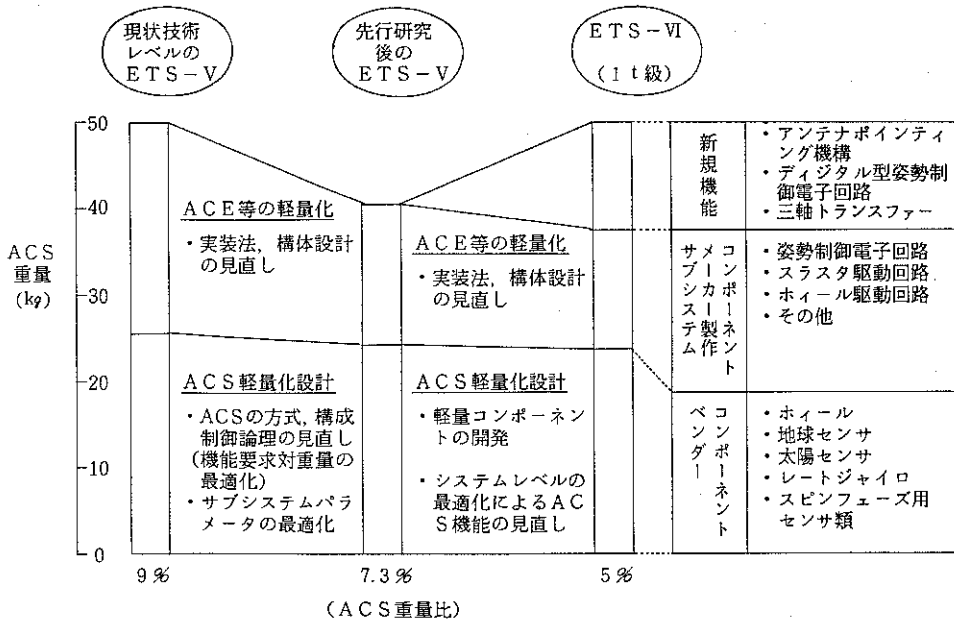 現状技術
レベルの
ETS-V
先行研究
後の
ETS-V
ETS-Ⅵ
(1t級)
ACS
重量
(kg)
50
40
30
20
10
0
ACE等の軽量化
・実装法,構体設計
の見直し
ACS軽量化設計
・ACSの方式,構成
制御論理の見直し
(機能要求対重量の
最適化)
・サブシステムパラ
メータの最適化
ACE等の軽量化
・実装法,構体設計
の見直し
ACS軽量化設計
・軽量コンポーネ
ントの開発
・システムレベルの
最適化によるAC
S機能の見直し
新規機能
・アンテナポインティ
ング機構
・ディジタル型姿勢制
御電子回路
・三軸トランスファー
コンポーネント
メーカー製作
サブシステム
・姿勢制御電子回路
・スラスタ駆動回路
・ホィール駆動回路
・その他
コンポーネント
ベンダー
・ホィール
・地球センサ
・太陽センサ
・レートジャイロ
・スピンフェーズ用
センサ類
9%
7.3%
5%
(ACS重量比)